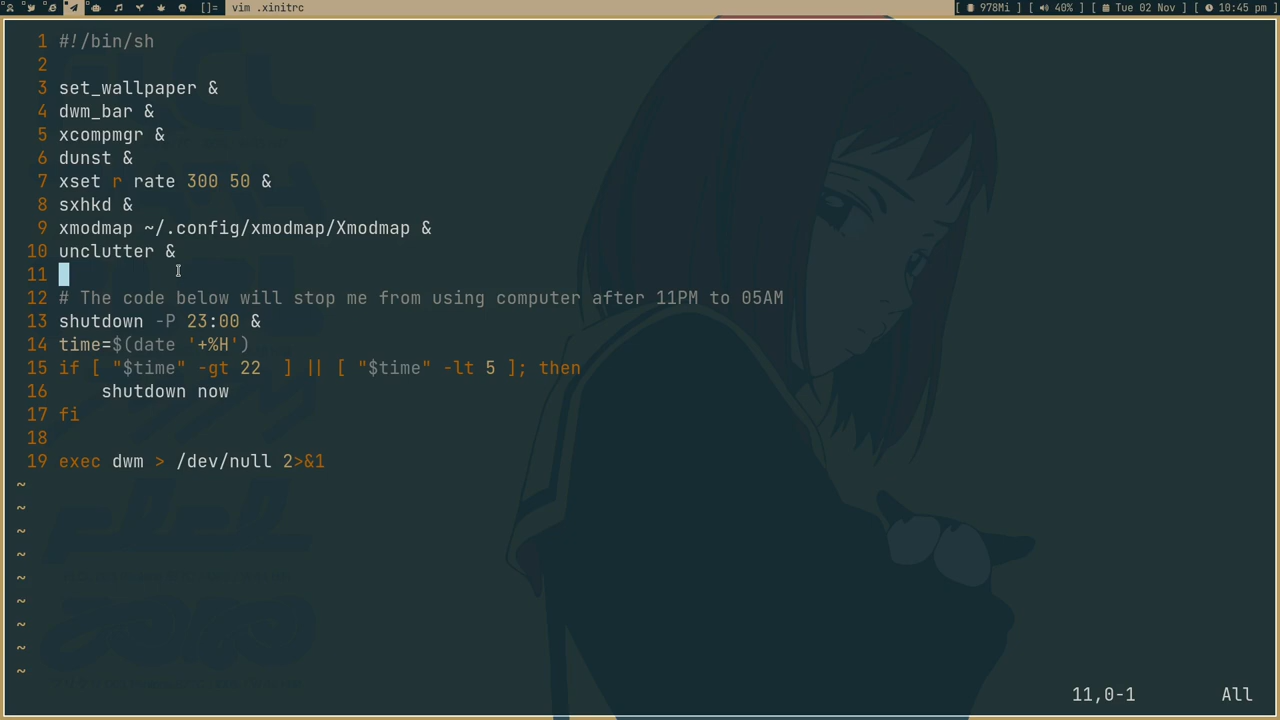 []= vim .xinitrc [ 978Mi ] [ 40% ] [ Tue 02 Nov ] [ 10:45 pm ]
1 #!/bin/sh
2
3 set_wallpaper &
4 dwm_bar &
5 xcompmgr &
6 dunst &
7 xset r rate 300 50 &
8 sxhkd &
9 xmodmap ~/.config/xmodmap/Xmodmap &
10 unclutter &
11
12 # The code below will stop me from using computer after 11PM to 05AM
13 shutdown -P 23:00 &
14 time=$(date '+%H')
15 if [ "$time" -gt 22  ] || [ "$time" -lt 5 ]; then
16     shutdown now
17 fi
18
19 exec dwm > /dev/null 2>&1
~
~
~
~
~
~
~
~
~
11,0-1 All